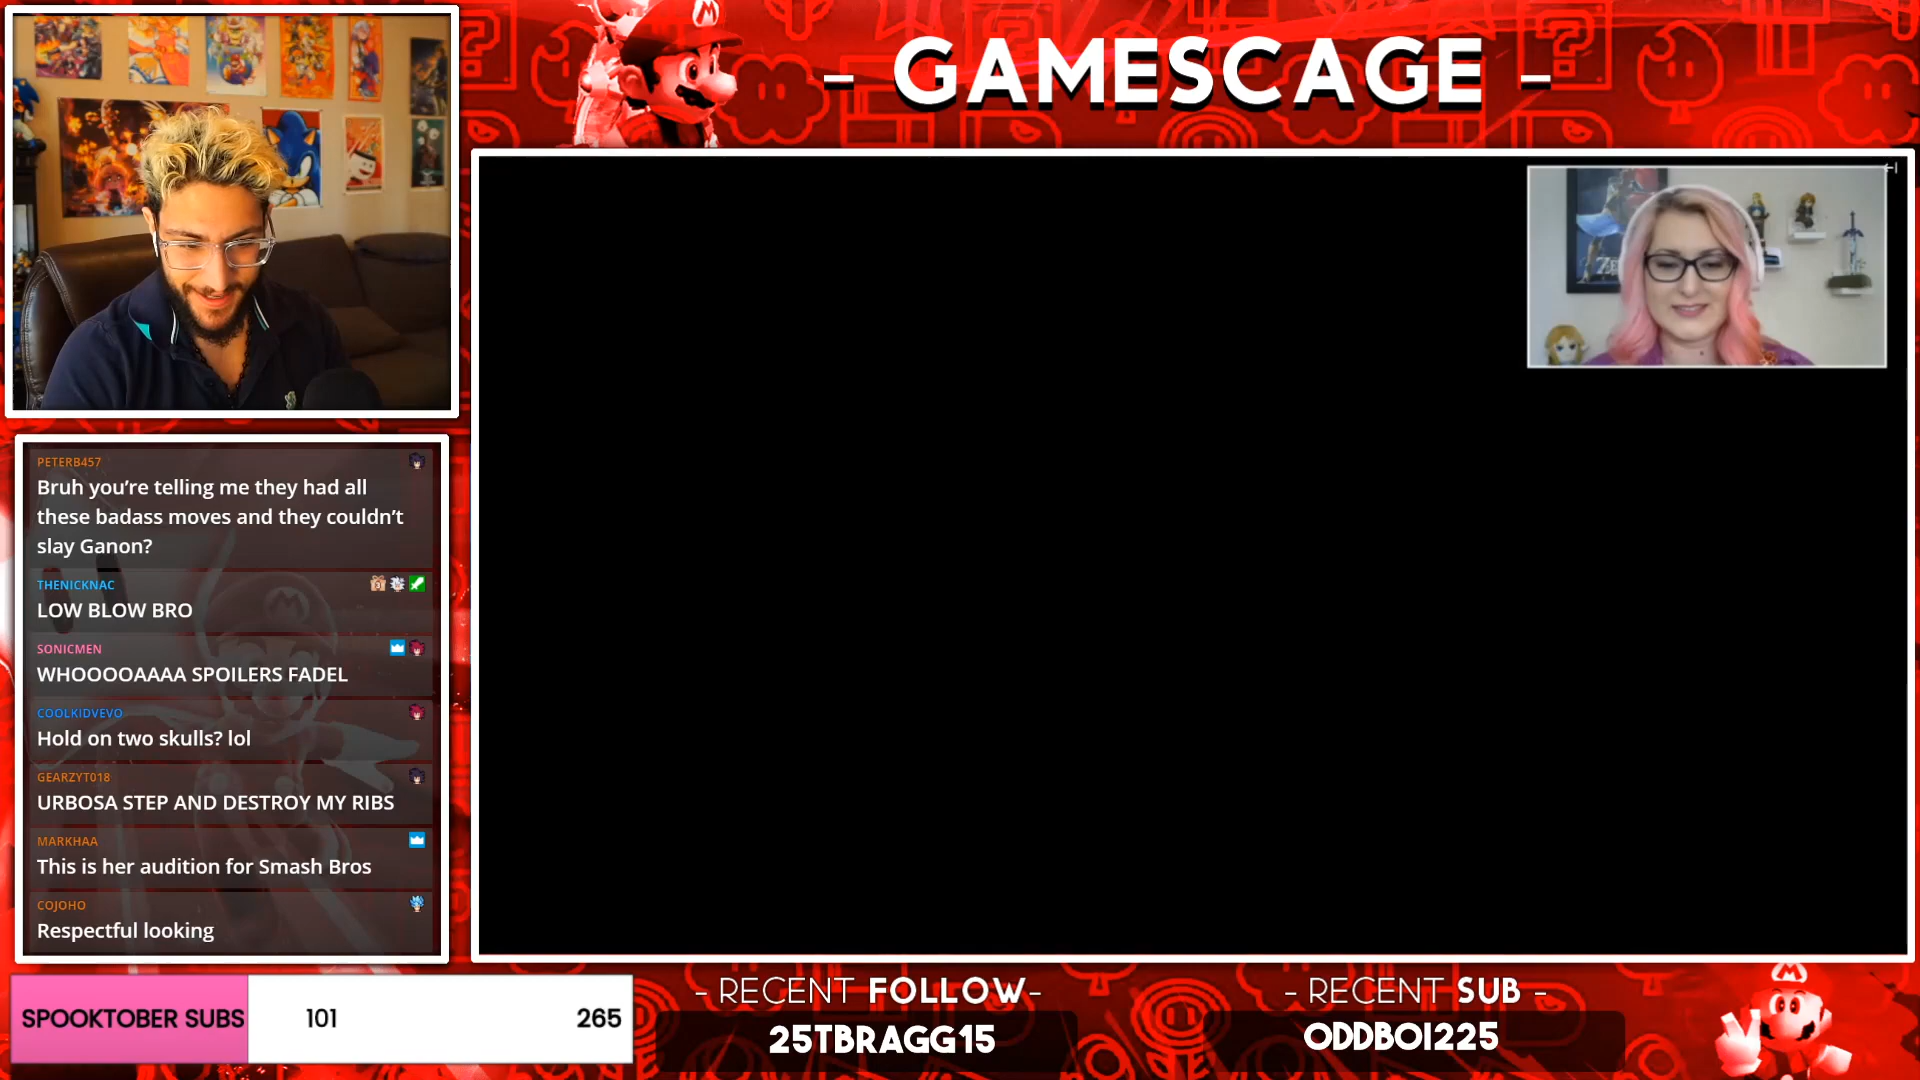 - GAMESCAGE -
PETERB457
Bruh you’re telling me they had all
these badass moves and they couldn’t
slay Ganon?
THENICKNAC
LOW BLOW BRO
SONICMEN
WHOOOOAAAA SPOILERS FADEL
COOLKIDVEVO
Hold on two skulls? lol
GEARZYT018
URBOSA STEP AND DESTROY MY RIBS
MARKHAA
This is her audition for Smash Bros
COJOHO
Respectful looking
SPOOKTOBER SUBS 101 265
- RECENT FOLLOW-
25TBRAGG15
- RECENT SUB -
ODDBOI225